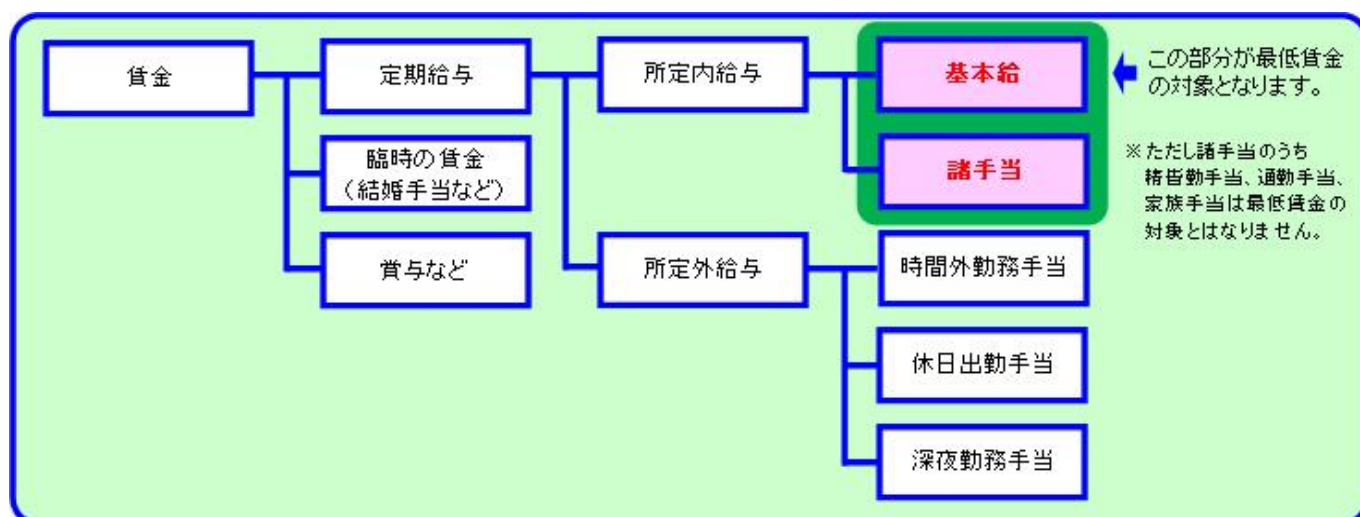 賃金
定期給与
所定内給与
基本給
この部分が最低賃金
の対象となります。
臨時の賃金
(結婚手当など)
諸手当
※ただし諸手当のうち
精皆勤手当、通勤手当、
家族手当は最低賃金の
対象とはなりません。
賞与など
所定外給与
時間外勤務手当
休日出勤手当
深夜勤務手当